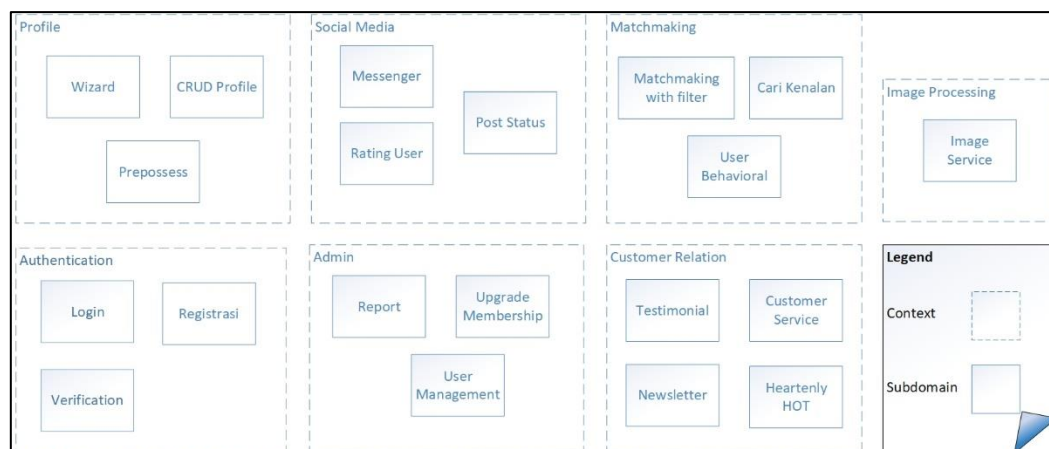 Profile
Wizard
CRUD Profile
Prepossess
Social Media
Messenger
Post Status
Rating User
Matchmaking
Matchmaking
with filter
Cari Kenalan
User
Behavioral
Image Processing
Image
Service
Authentication
Login
Registrasi
Verification
Admin
Report
Upgrade
Membership
User
Management
Customer Relation
Testimonial
Customer
Service
Newsletter
Heartenly
HOT
Legend
Context
Subdomain